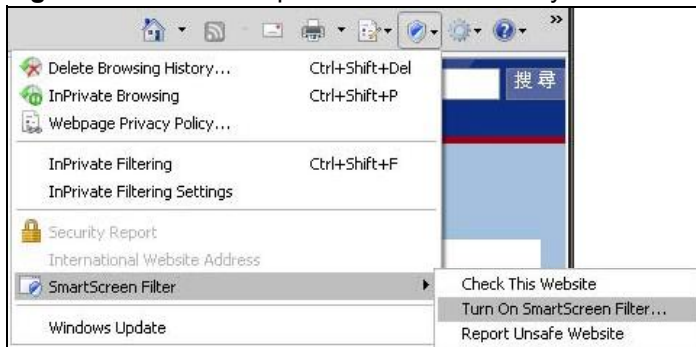 »
Delete Browsing History... Ctrl+Shift+Del
InPrivate Browsing Ctrl+Shift+P
搜尋
Webpage Privacy Policy...
InPrivate Filtering Ctrl+Shift+F
InPrivate Filtering Settings
Security Report
International Website Address
SmartScreen Filter
Check This Website
Turn On SmartScreen Filter...
Report Unsafe Website
Windows Update